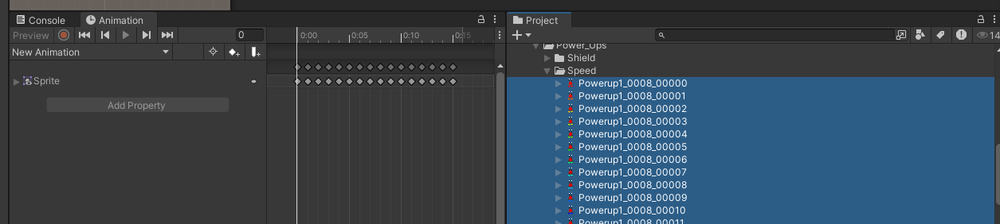 Console Animation
Preview 0 0:00 0:05 0:10 0:15
New Animation
Sprite
Add Property
Project
14
Power_Ups
Shield
Speed
Powerup1_0008_00000
Powerup1_0008_00001
Powerup1_0008_00002
Powerup1_0008_00003
Powerup1_0008_00004
Powerup1_0008_00005
Powerup1_0008_00006
Powerup1_0008_00007
Powerup1_0008_00008
Powerup1_0008_00009
Powerup1_0008_00010
Powerup1_0008_00011